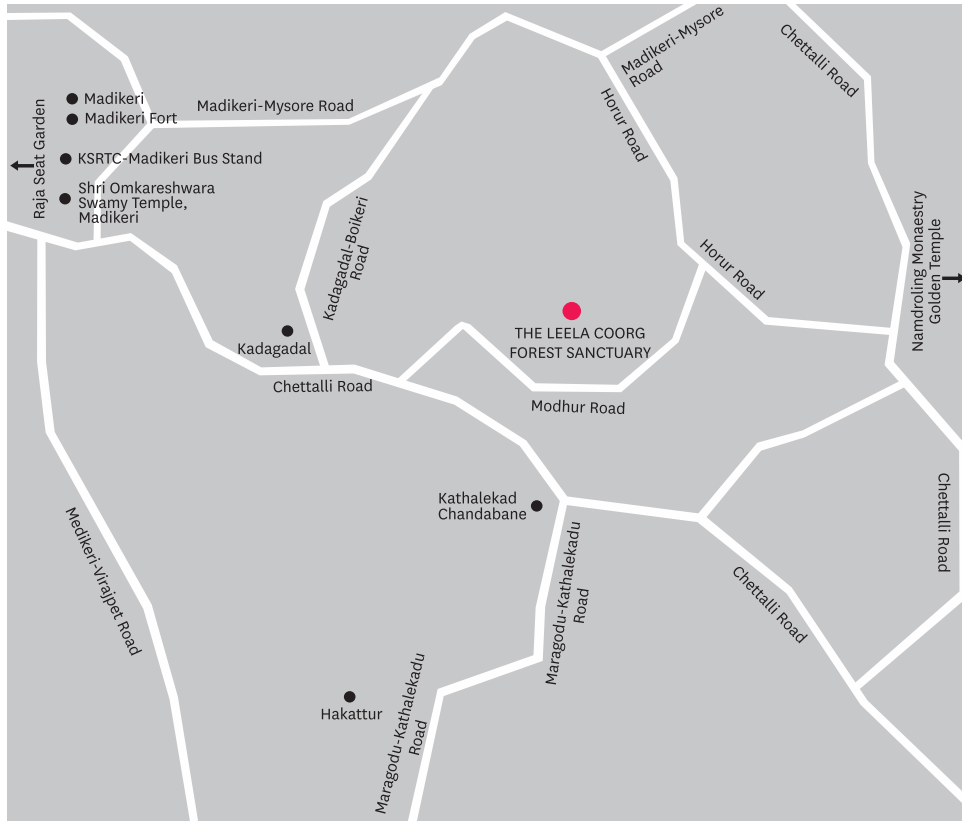 Madikeri-Mysore
Road
Chettalli Road
Madikeri
Madikeri Fort
Madikeri-Mysore Road
Horur Road
Raja Seat Garden
KSRTC-Madikeri Bus Stand
Shri Omkareshwara
Swamy Temple,
Madikeri
Kadagadal-Boikeri
Road
Horur Road
Namdroling Monaestry
Golden Temple
Kadagadal
THE LEELA COORG
FOREST SANCTUARY
Chettalli Road
Modhur Road
Kathalekad
Chandabane
Chettalli Road
Medikeri-Virajpet Road
Maragodu-Kathalekadu
Road
Chettalli Road
Maragodu-Kathalekadu
Road
Hakattur